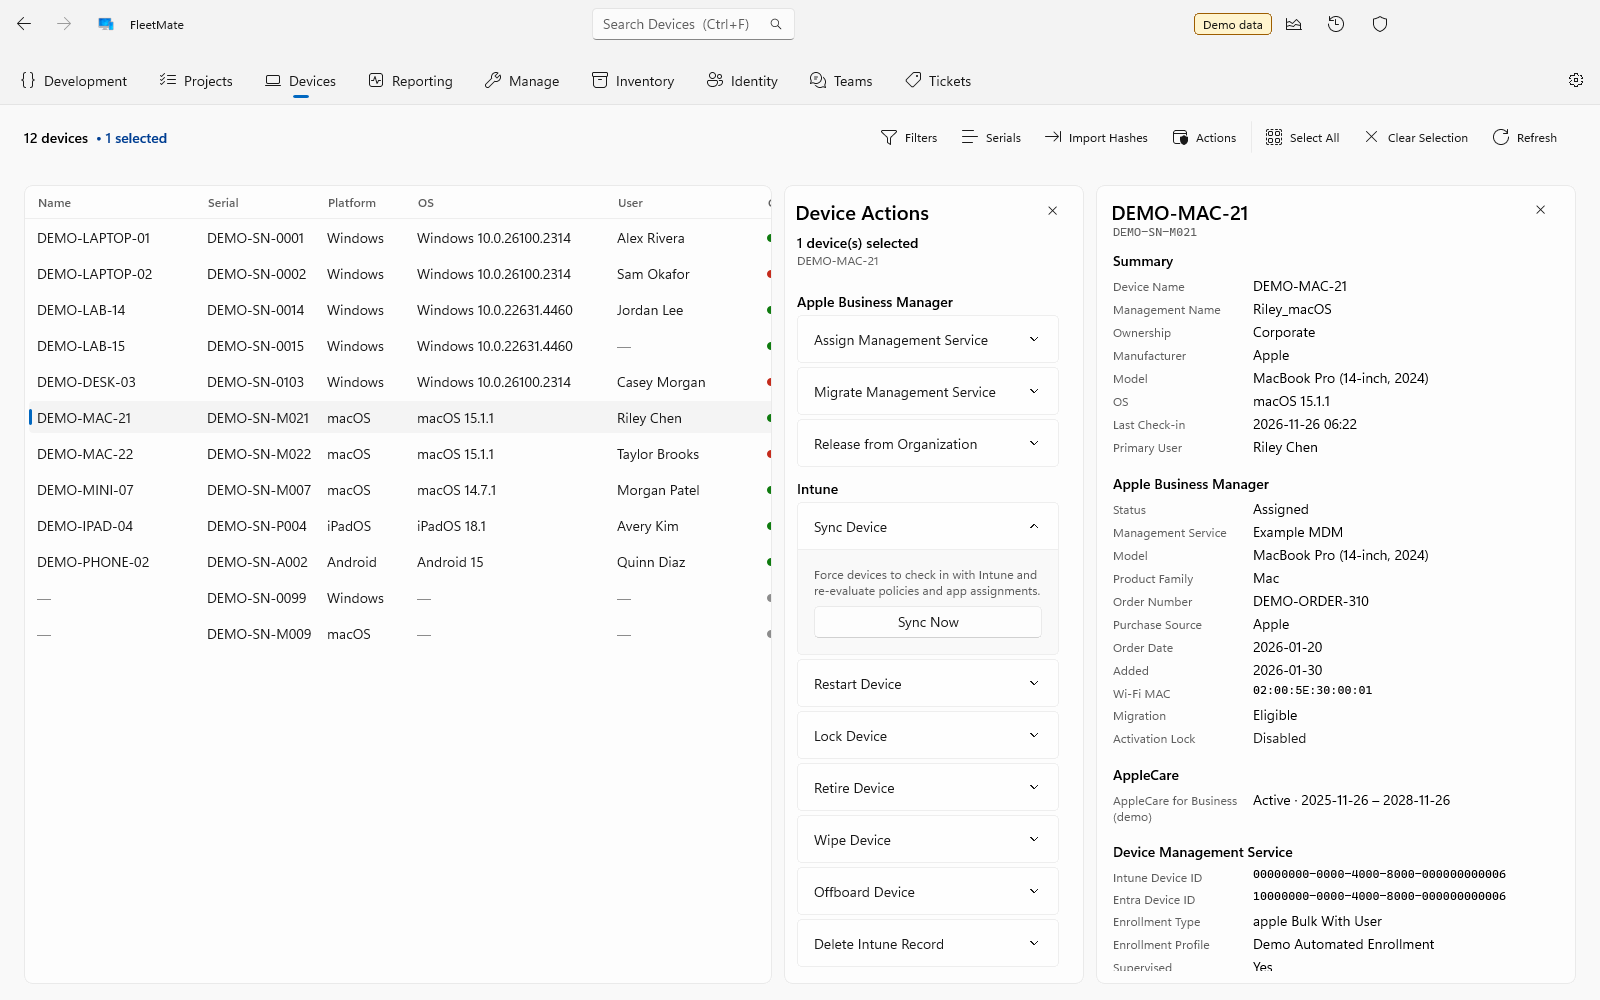 FleetMate
Search Devices (Ctrl+F)
Demo data
Development
Projects
Devices
Reporting
Manage
Inventory
Identity
Teams
Tickets
12 devices • 1 selected
Filters
Serials
Import Hashes
Actions
Select All
Clear Selection
Refresh
Name Serial Platform OS User
DEMO-LAPTOP-01 DEMO-SN-0001 Windows Windows 10.0.26100.2314 Alex Rivera
DEMO-LAPTOP-02 DEMO-SN-0002 Windows Windows 10.0.26100.2314 Sam Okafor
DEMO-LAB-14 DEMO-SN-0014 Windows Windows 10.0.22631.4460 Jordan Lee
DEMO-LAB-15 DEMO-SN-0015 Windows Windows 10.0.22631.4460 —
DEMO-DESK-03 DEMO-SN-0103 Windows Windows 10.0.26100.2314 Casey Morgan
DEMO-MAC-21 DEMO-SN-M021 macOS macOS 15.1.1 Riley Chen
DEMO-MAC-22 DEMO-SN-M022 macOS macOS 15.1.1 Taylor Brooks
DEMO-MINI-07 DEMO-SN-M007 macOS macOS 14.7.1 Morgan Patel
DEMO-IPAD-04 DEMO-SN-P004 iPadOS iPadOS 18.1 Avery Kim
DEMO-PHONE-02 DEMO-SN-A002 Android Android 15 Quinn Diaz
— DEMO-SN-0099 Windows — —
— DEMO-SN-M009 macOS — —
Device Actions
1 device(s) selected
DEMO-MAC-21
Apple Business Manager
Assign Management Service
Migrate Management Service
Release from Organization
Intune
Sync Device
Force devices to check in with Intune and
re-evaluate policies and app assignments.
Sync Now
Restart Device
Lock Device
Retire Device
Wipe Device
Offboard Device
Delete Intune Record
DEMO-MAC-21
DEMO-SN-M021
Summary
Device Name DEMO-MAC-21
Management Name Riley_macOS
Ownership Corporate
Manufacturer Apple
Model MacBook Pro (14-inch, 2024)
OS macOS 15.1.1
Last Check-in 2026-11-26 06:22
Primary User Riley Chen
Apple Business Manager
Status Assigned
Management Service Example MDM
Model MacBook Pro (14-inch, 2024)
Product Family Mac
Order Number DEMO-ORDER-310
Purchase Source Apple
Order Date 2026-01-20
Added 2026-01-30
Wi-Fi MAC 02:00:5E:30:00:01
Migration Eligible
Activation Lock Disabled
AppleCare
AppleCare for Business Active · 2025-11-26 – 2028-11-26
(demo)
Device Management Service
Intune Device ID 00000000-0000-4000-8000-000000000006
Entra Device ID 10000000-0000-4000-8000-000000000006
Enrollment Type apple Bulk With User
Enrollment Profile Demo Automated Enrollment
Supervised Yes